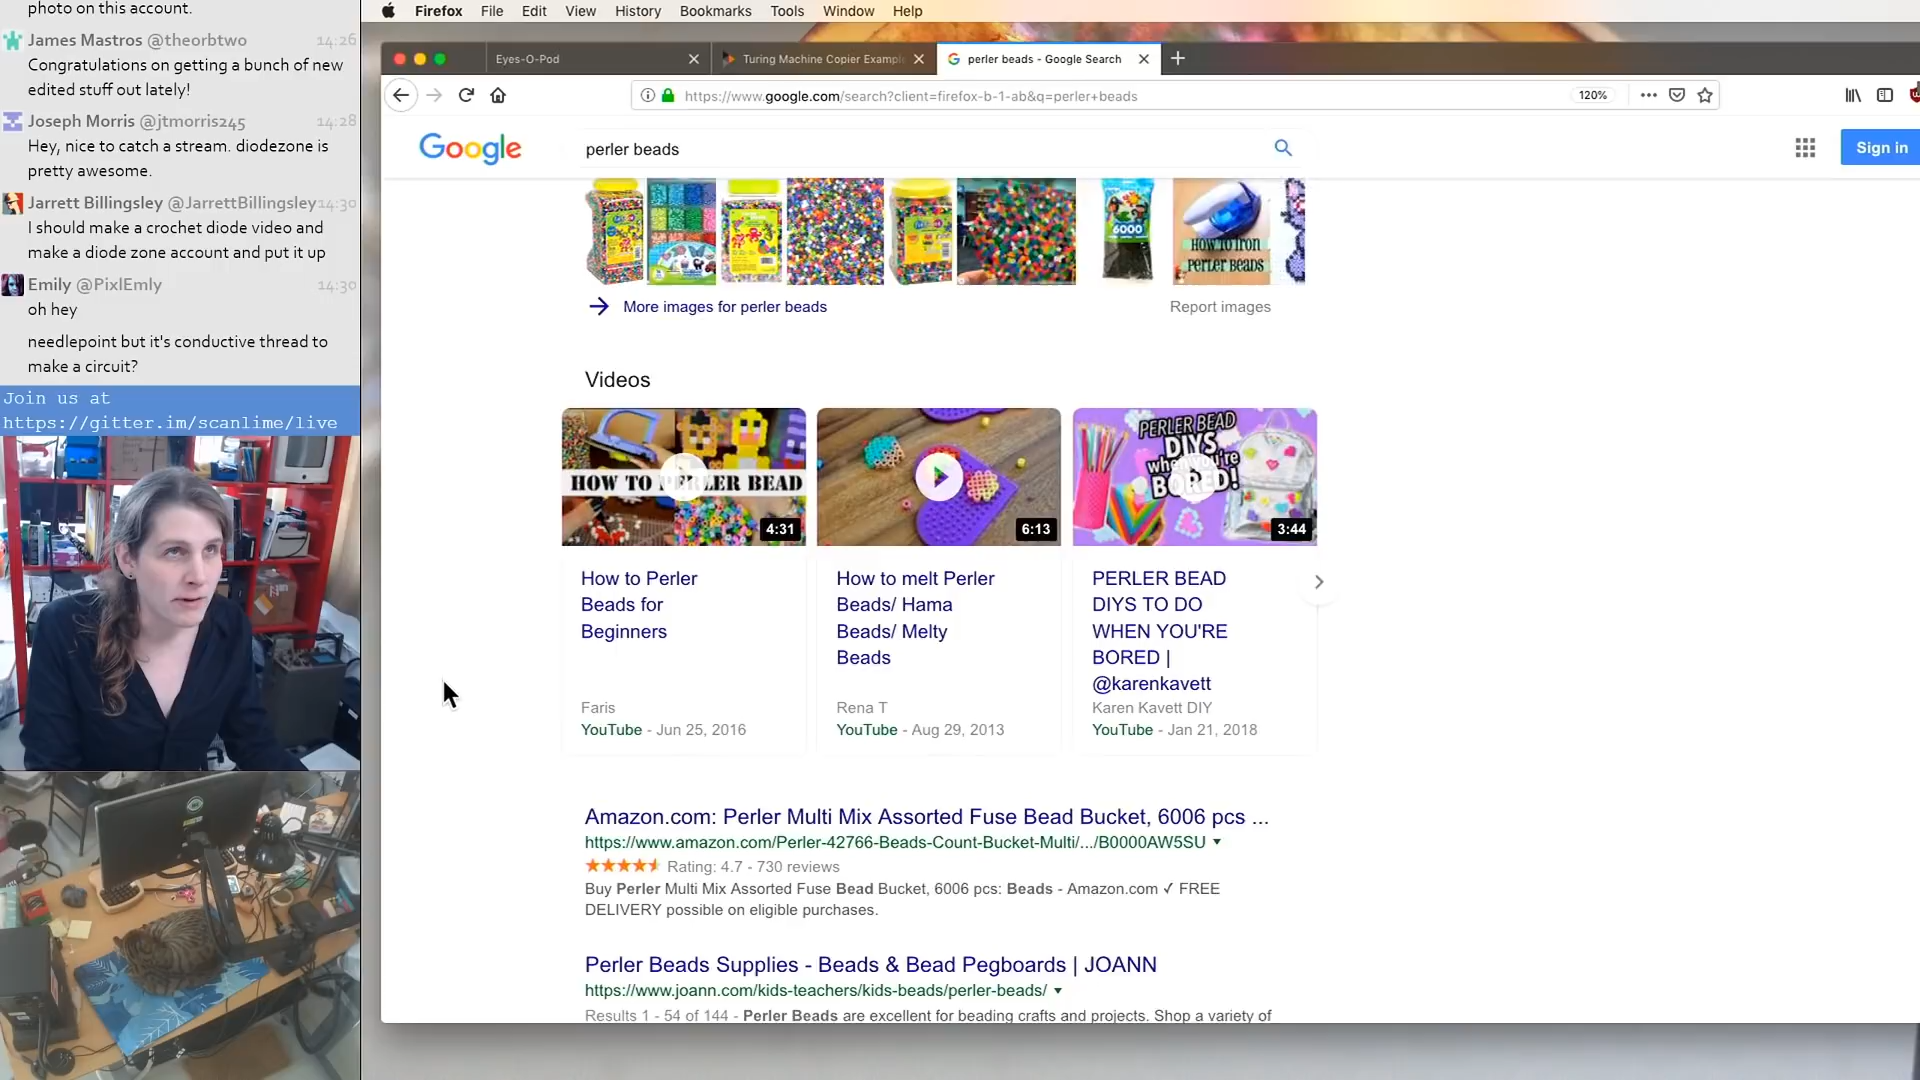 photo on this account.
James Mastros @theorbtwo 14:26
Congratulations on getting a bunch of new
edited stuff out lately!
Joseph Morris @jtmorris245 14:28
Hey, nice to catch a stream. diodezone is
pretty awesome.
Jarrett Billingsley @JarrettBillingsley 14:30
I should make a crochet diode video and
make a diode zone account and put it up
Emily @PixlEmly 14:30
oh hey
needlepoint but it's conductive thread to
make a circuit?
Join us at
https://gitter.im/scanlime/live
Firefox File Edit View History Bookmarks Tools Window Help
Eyes-O-Pod
Turing Machine Copier Example
perler beads - Google Search
https://www.google.com/search?client=firefox-b-1-ab&q=perler+beads
120%
Google
perler beads
Sign in
6000
HOW TO IRON
PERLER BEADS
More images for perler beads
Report images
Videos
HOW TO PERLER BEAD
4:31
6:13
PERLER BEAD
DIYS
when you're
BORED!
3:44
How to Perler
Beads for
Beginners
Faris
YouTube - Jun 25, 2016
How to melt Perler
Beads/ Hama
Beads/ Melty
Beads
Rena T
YouTube - Aug 29, 2013
PERLER BEAD
DIYS TO DO
WHEN YOU'RE
BORED |
@karenkavett
Karen Kavett DIY
YouTube - Jan 21, 2018
Amazon.com: Perler Multi Mix Assorted Fuse Bead Bucket, 6006 pcs ...
https://www.amazon.com/Perler-42766-Beads-Count-Bucket-Multi/.../B0000AW5SU
Rating: 4.7 - 730 reviews
Buy Perler Multi Mix Assorted Fuse Bead Bucket, 6006 pcs: Beads - Amazon.com ✓ FREE
DELIVERY possible on eligible purchases.
Perler Beads Supplies - Beads & Bead Pegboards | JOANN
https://www.joann.com/kids-teachers/kids-beads/perler-beads/
Results 1 - 54 of 144 - Perler Beads are excellent for beading crafts and projects. Shop a variety of